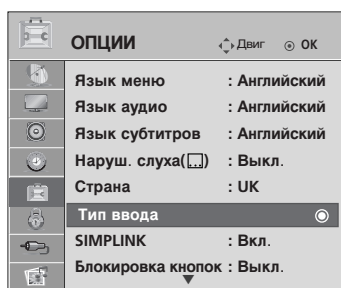 ОПЦИИ Двиг ОК
Язык меню : Английский
Язык аудио : Английский
Язык субтитров : Английский
Наруш. слуха( ) : Выкл.
Страна : UK
Тип ввода
SIMPLINK : Вкл.
Блокировка кнопок : Выкл.